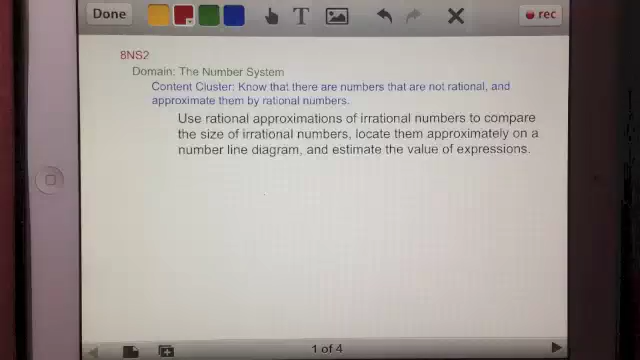 Done
T
rec
8NS2
Domain: The Number System
Content Cluster: Know that there are numbers that are not rational, and
approximate them by rational numbers.
Use rational approximations of irrational numbers to compare
the size of irrational numbers, locate them approximately on a
number line diagram, and estimate the value of expressions.
1 of 4